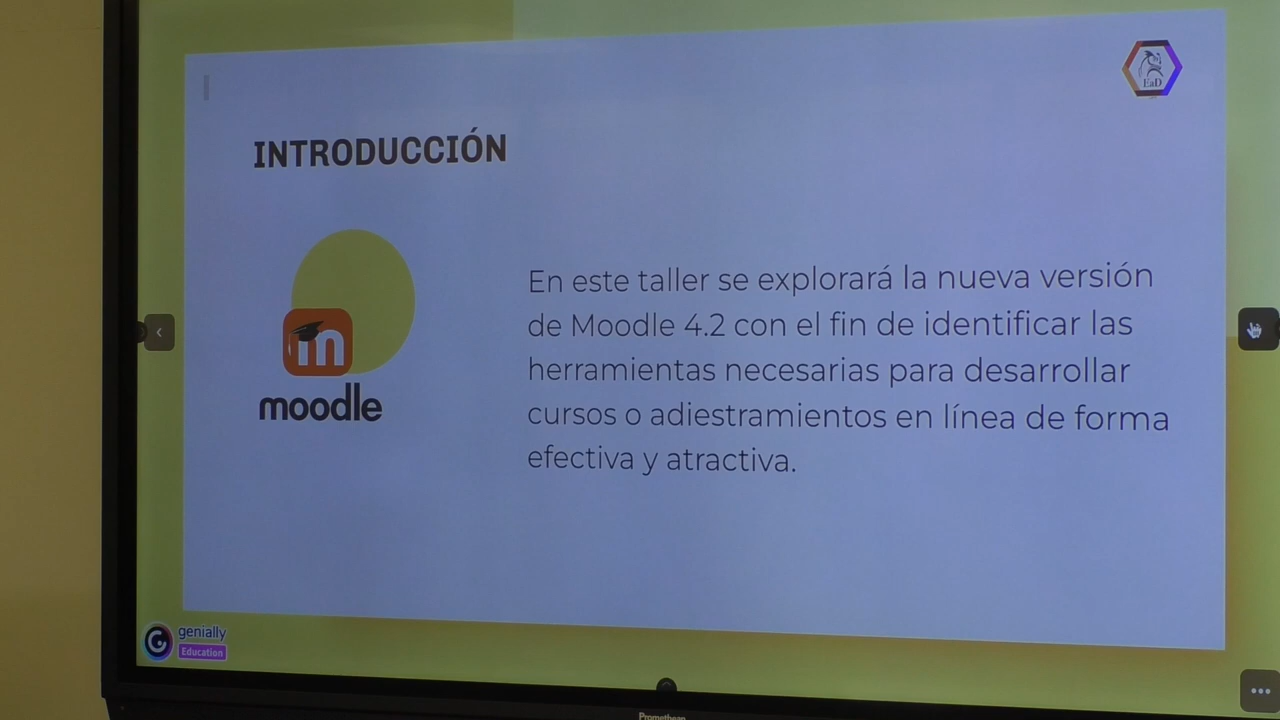 EaD
INTRODUCCIÓN
m
moodle
En este taller se explorará la nueva versión
de Moodle 4.2 con el fin de identificar las
herramientas necesarias para desarrollar
cursos o adiestramientos en línea de forma
efectiva y atractiva.
genially
Education
Promethean